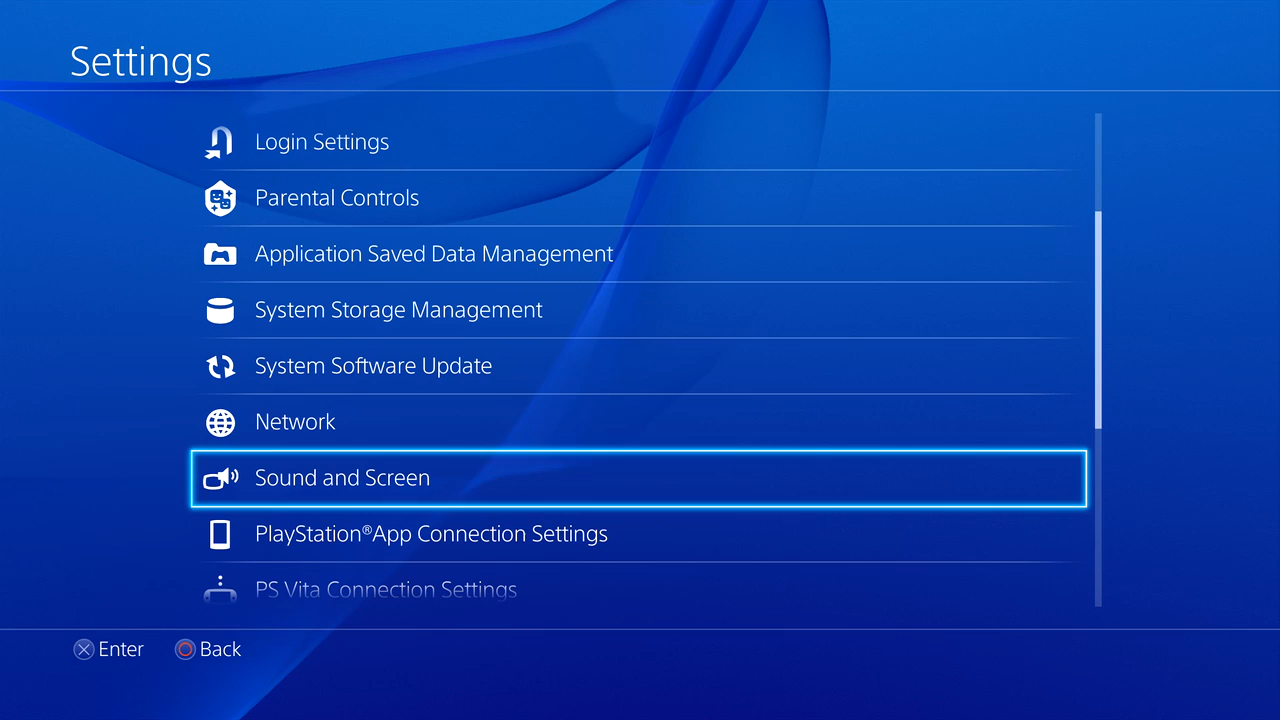 Settings
Login Settings
Parental Controls
Application Saved Data Management
System Storage Management
System Software Update
Network
Sound and Screen
PlayStation®App Connection Settings
PS Vita Connection Settings
Enter Back